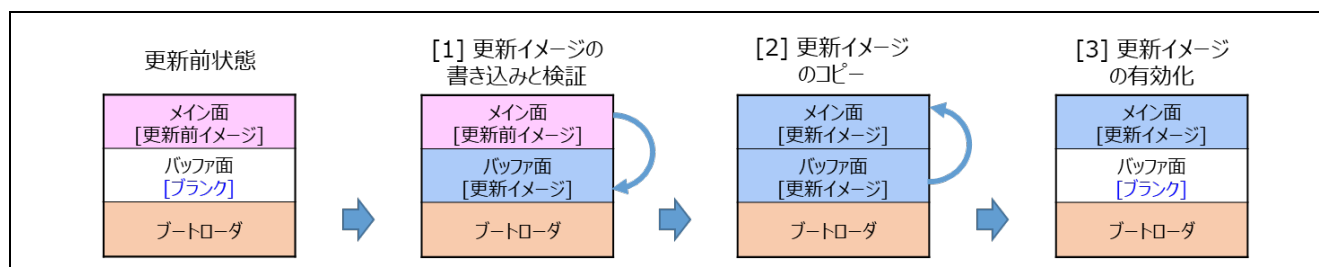 更新前状態
メイン面
[更新前イメージ]
バッファ面
[ブランク]
ブートローダ
[1] 更新イメージの
書き込みと検証
メイン面
[更新前イメージ]
バッファ面
[更新イメージ]
ブートローダ
[2] 更新イメージ
のコピー
メイン面
[更新イメージ]
バッファ面
[更新イメージ]
ブートローダ
[3] 更新イメージ
の有効化
メイン面
[更新イメージ]
バッファ面
[ブランク]
ブートローダ